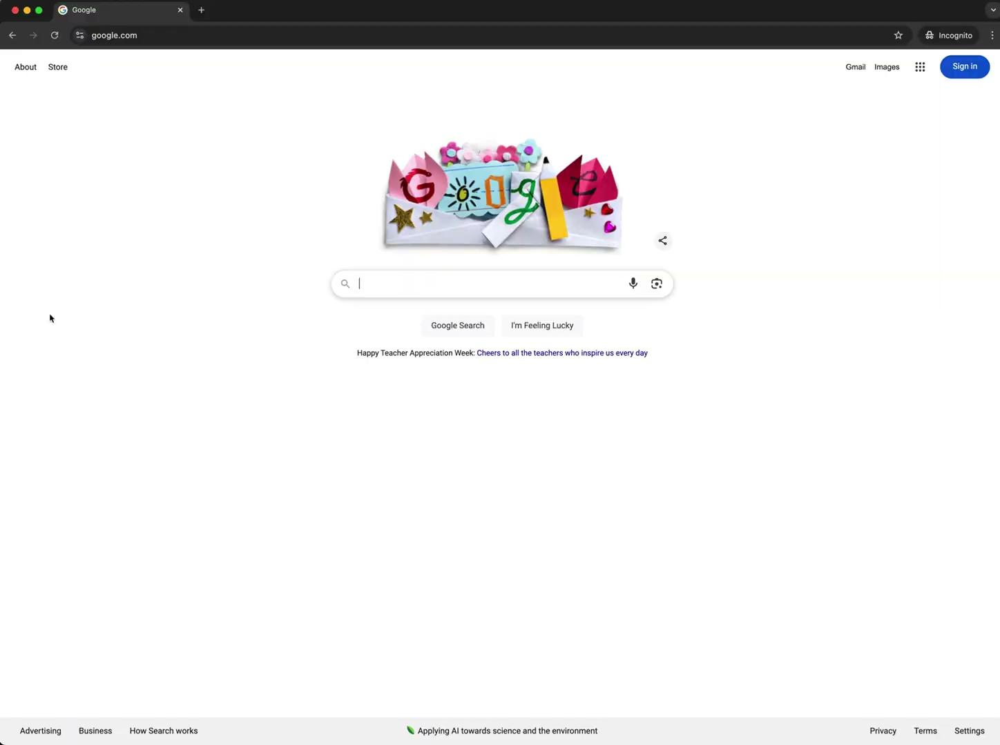 Google
google.com
Incognito
About
Store
Gmail
Images
Sign in
Google
Google Search
I'm Feeling Lucky
Happy Teacher Appreciation Week: Cheers to all the teachers who inspire us every day
Advertising
Business
How Search works
Applying AI towards science and the environment
Privacy
Terms
Settings